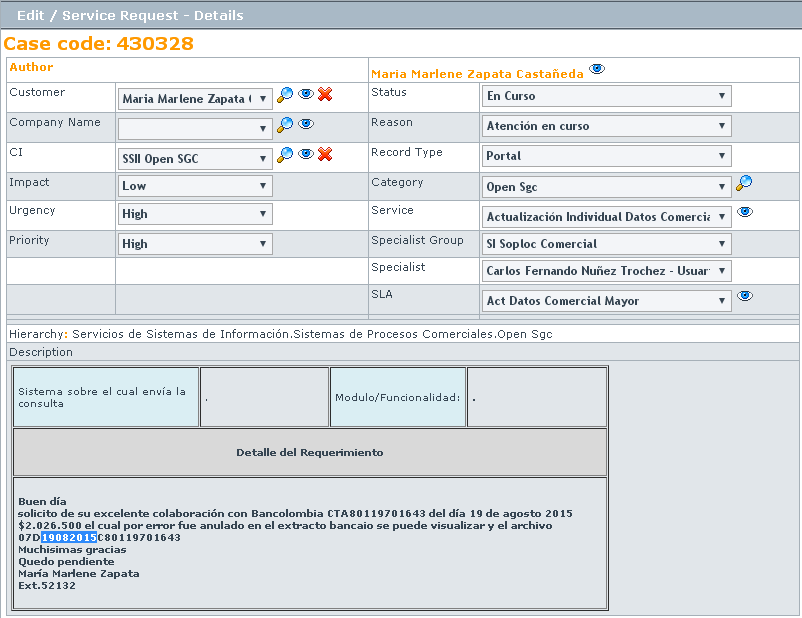 Edit / Service Request - Details
Case code: 430328
Author
Maria Marlene Zapata Castañeda
Customer
Maria Marlene Zapata (
Status
En Curso
Company Name
Reason
Atención en curso
CI
SSII Open SGC
Record Type
Portal
Impact
Low
Category
Open Sgc
Urgency
High
Service
Actualización Individual Datos Comercia
Priority
High
Specialist Group
SI Soploc Comercial
Specialist
Carlos Fernando Nuñez Trochez - Usuar
SLA
Act Datos Comercial Mayor
Hierarchy: Servicios de Sistemas de Información.Sistemas de Procesos Comerciales.Open Sgc
Description
Sistema sobre el cual envía la
consulta
.
Modulo/Funcionalidad:
.
Detalle del Requerimiento
Buen día
solicito de su excelente colaboración con Bancolombia CTA80119701643 del día 19 de agosto 2015
$2.026.500 el cual por error fue anulado en el extracto bancaio se puede visualizar y el archivo
07D19082015C80119701643
Muchisimas gracias
Quedo pendiente
María Marlene Zapata
Ext.52132